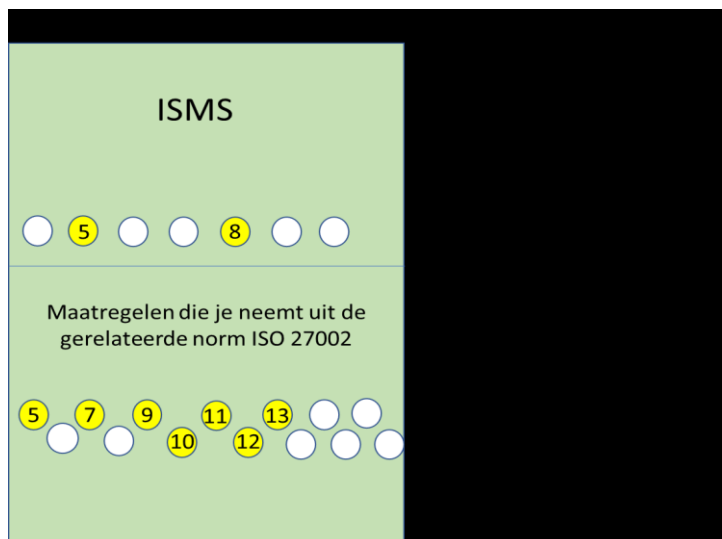 ISMS
5 8
Maatregelen die je neemt uit de
gerelateerde norm ISO 27002
5 7 9 11 13
10 12